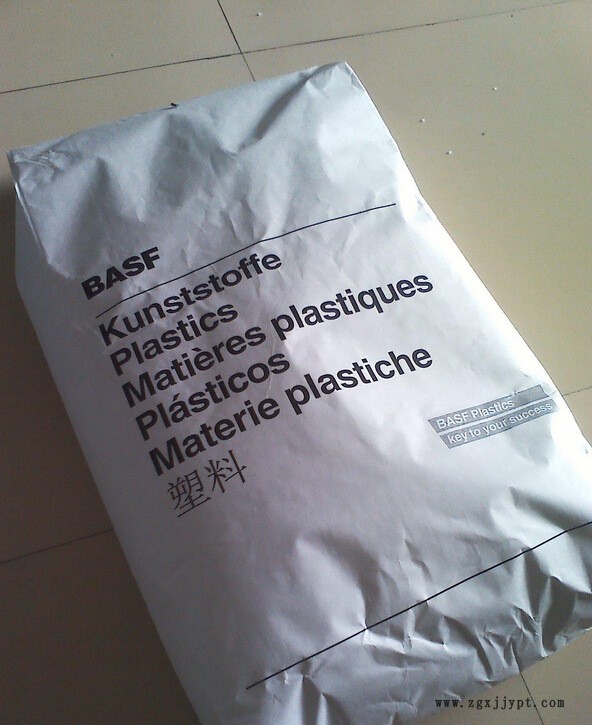 BASF
Kunststoffe
Plastics
Matières plastiques
Plásticos
Materie plastiche
塑料
BASF Plastics
key to your success
www.zgxjjypt.com